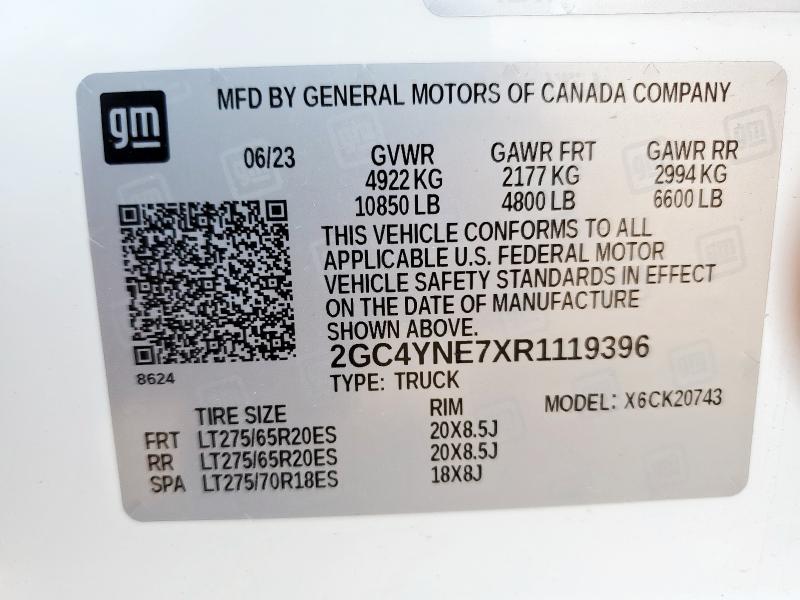 gm
MFD BY GENERAL MOTORS OF CANADA COMPANY
06/23 GVWR GAWR FRT GAWR RR
4922 KG 2177 KG 2994 KG
10850 LB 4800 LB 6600 LB
THIS VEHICLE CONFORMS TO ALL
APPLICABLE U.S. FEDERAL MOTOR
VEHICLE SAFETY STANDARDS IN EFFECT
ON THE DATE OF MANUFACTURE
SHOWN ABOVE.
2GC4YNE7XR1119396
8624
TYPE: TRUCK
TIRE SIZE RIM MODEL: X6CK20743
FRT LT275/65R20ES 20X8.5J
RR LT275/65R20ES 20X8.5J
SPA LT275/70R18ES 18X8J